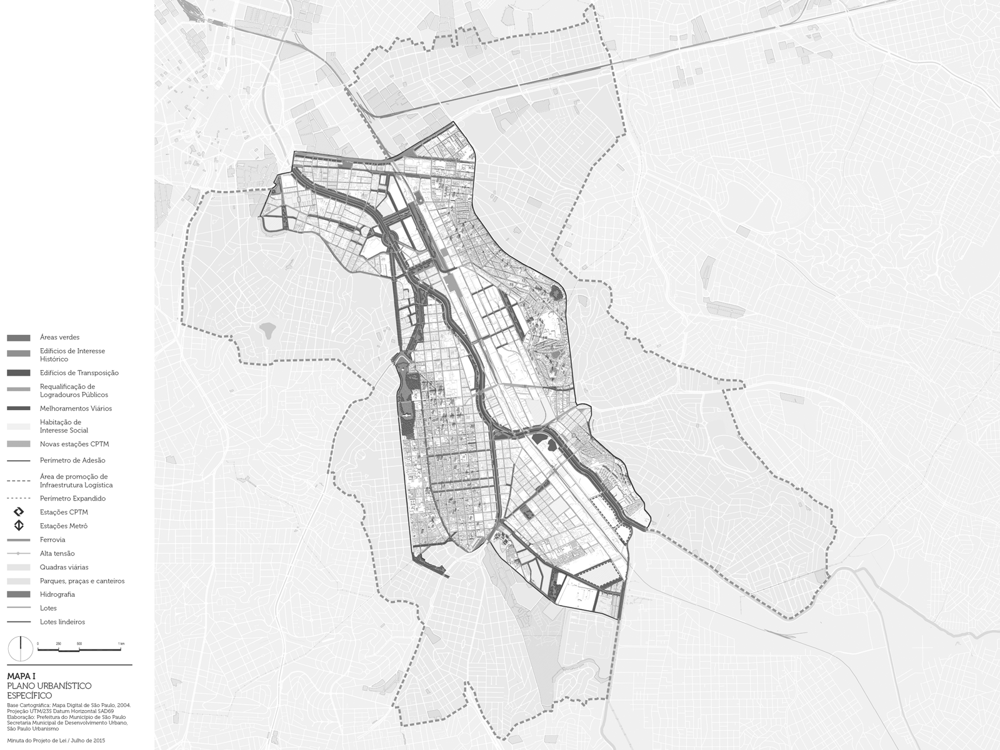 Áreas verdes
Edifícios de Interesse
Histórico
Edifícios de Transposição
Requalificação de
Logradouros Públicos
Melhoramentos Viários
Habitação de
Interesse Social
Novas estações CPTM
Perímetro de Adesão
Área de promoção de
Infraestrutura Logística
Perímetro Expandido
Estações CPTM
Estações Metrô
Ferrovia
Alta tensão
Quadras viárias
Parques, praças e canteiros
Hidrografia
Lotes
Lotes lindeiros
0 250 500 1 km
MAPA I
PLANO URBANÍSTICO
ESPECÍFICO
Base Cartográfica: Mapa Digital de São Paulo, 2004.
Projeção UTM/23S Datum Horizontal SAD69
Elaboração: Prefeitura do Município de São Paulo
Secretaria Municipal de Desenvolvimento Urbano,
São Paulo Urbanismo
Minuta do Projeto de Lei / Julho de 2015